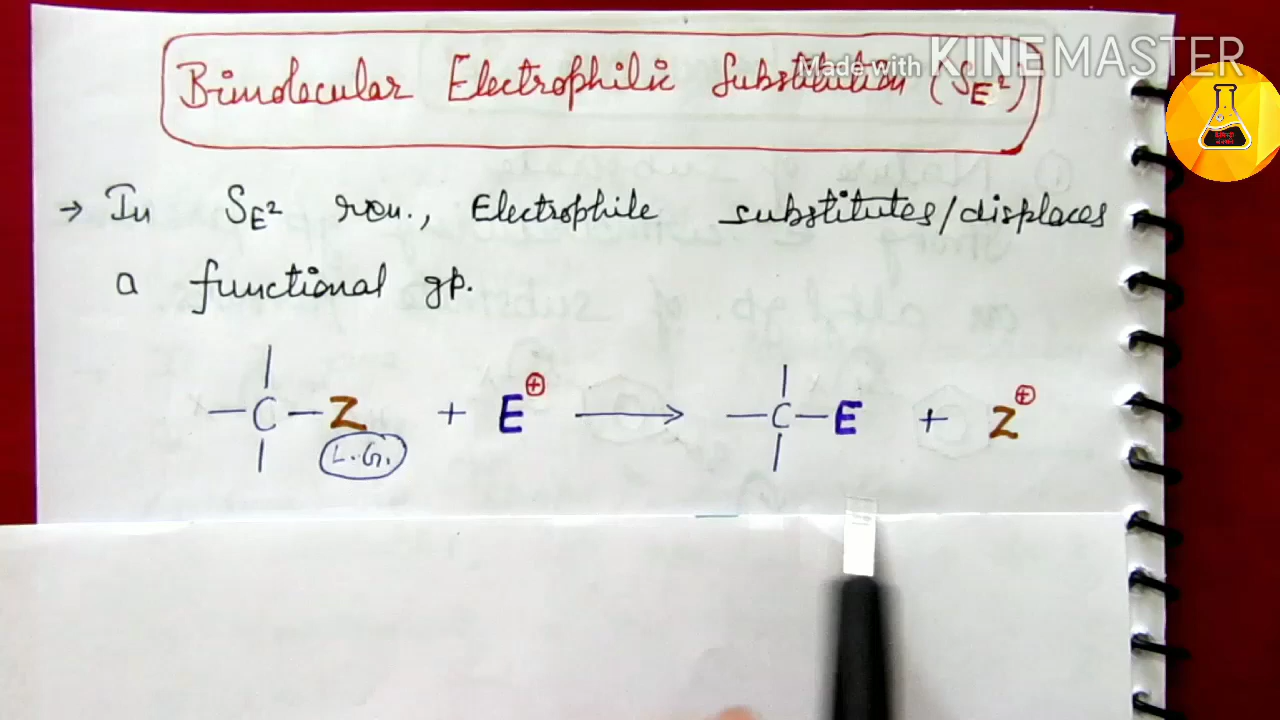 Made with KINEMASTER
Bimolecular Electrophilic Substitution (SE²)
→ In SE² rxn., Electrophile substitutes/displaces
a functional gp.
—C—Z + E⊕ ⟶ —C—E + Z⊕
L.G.